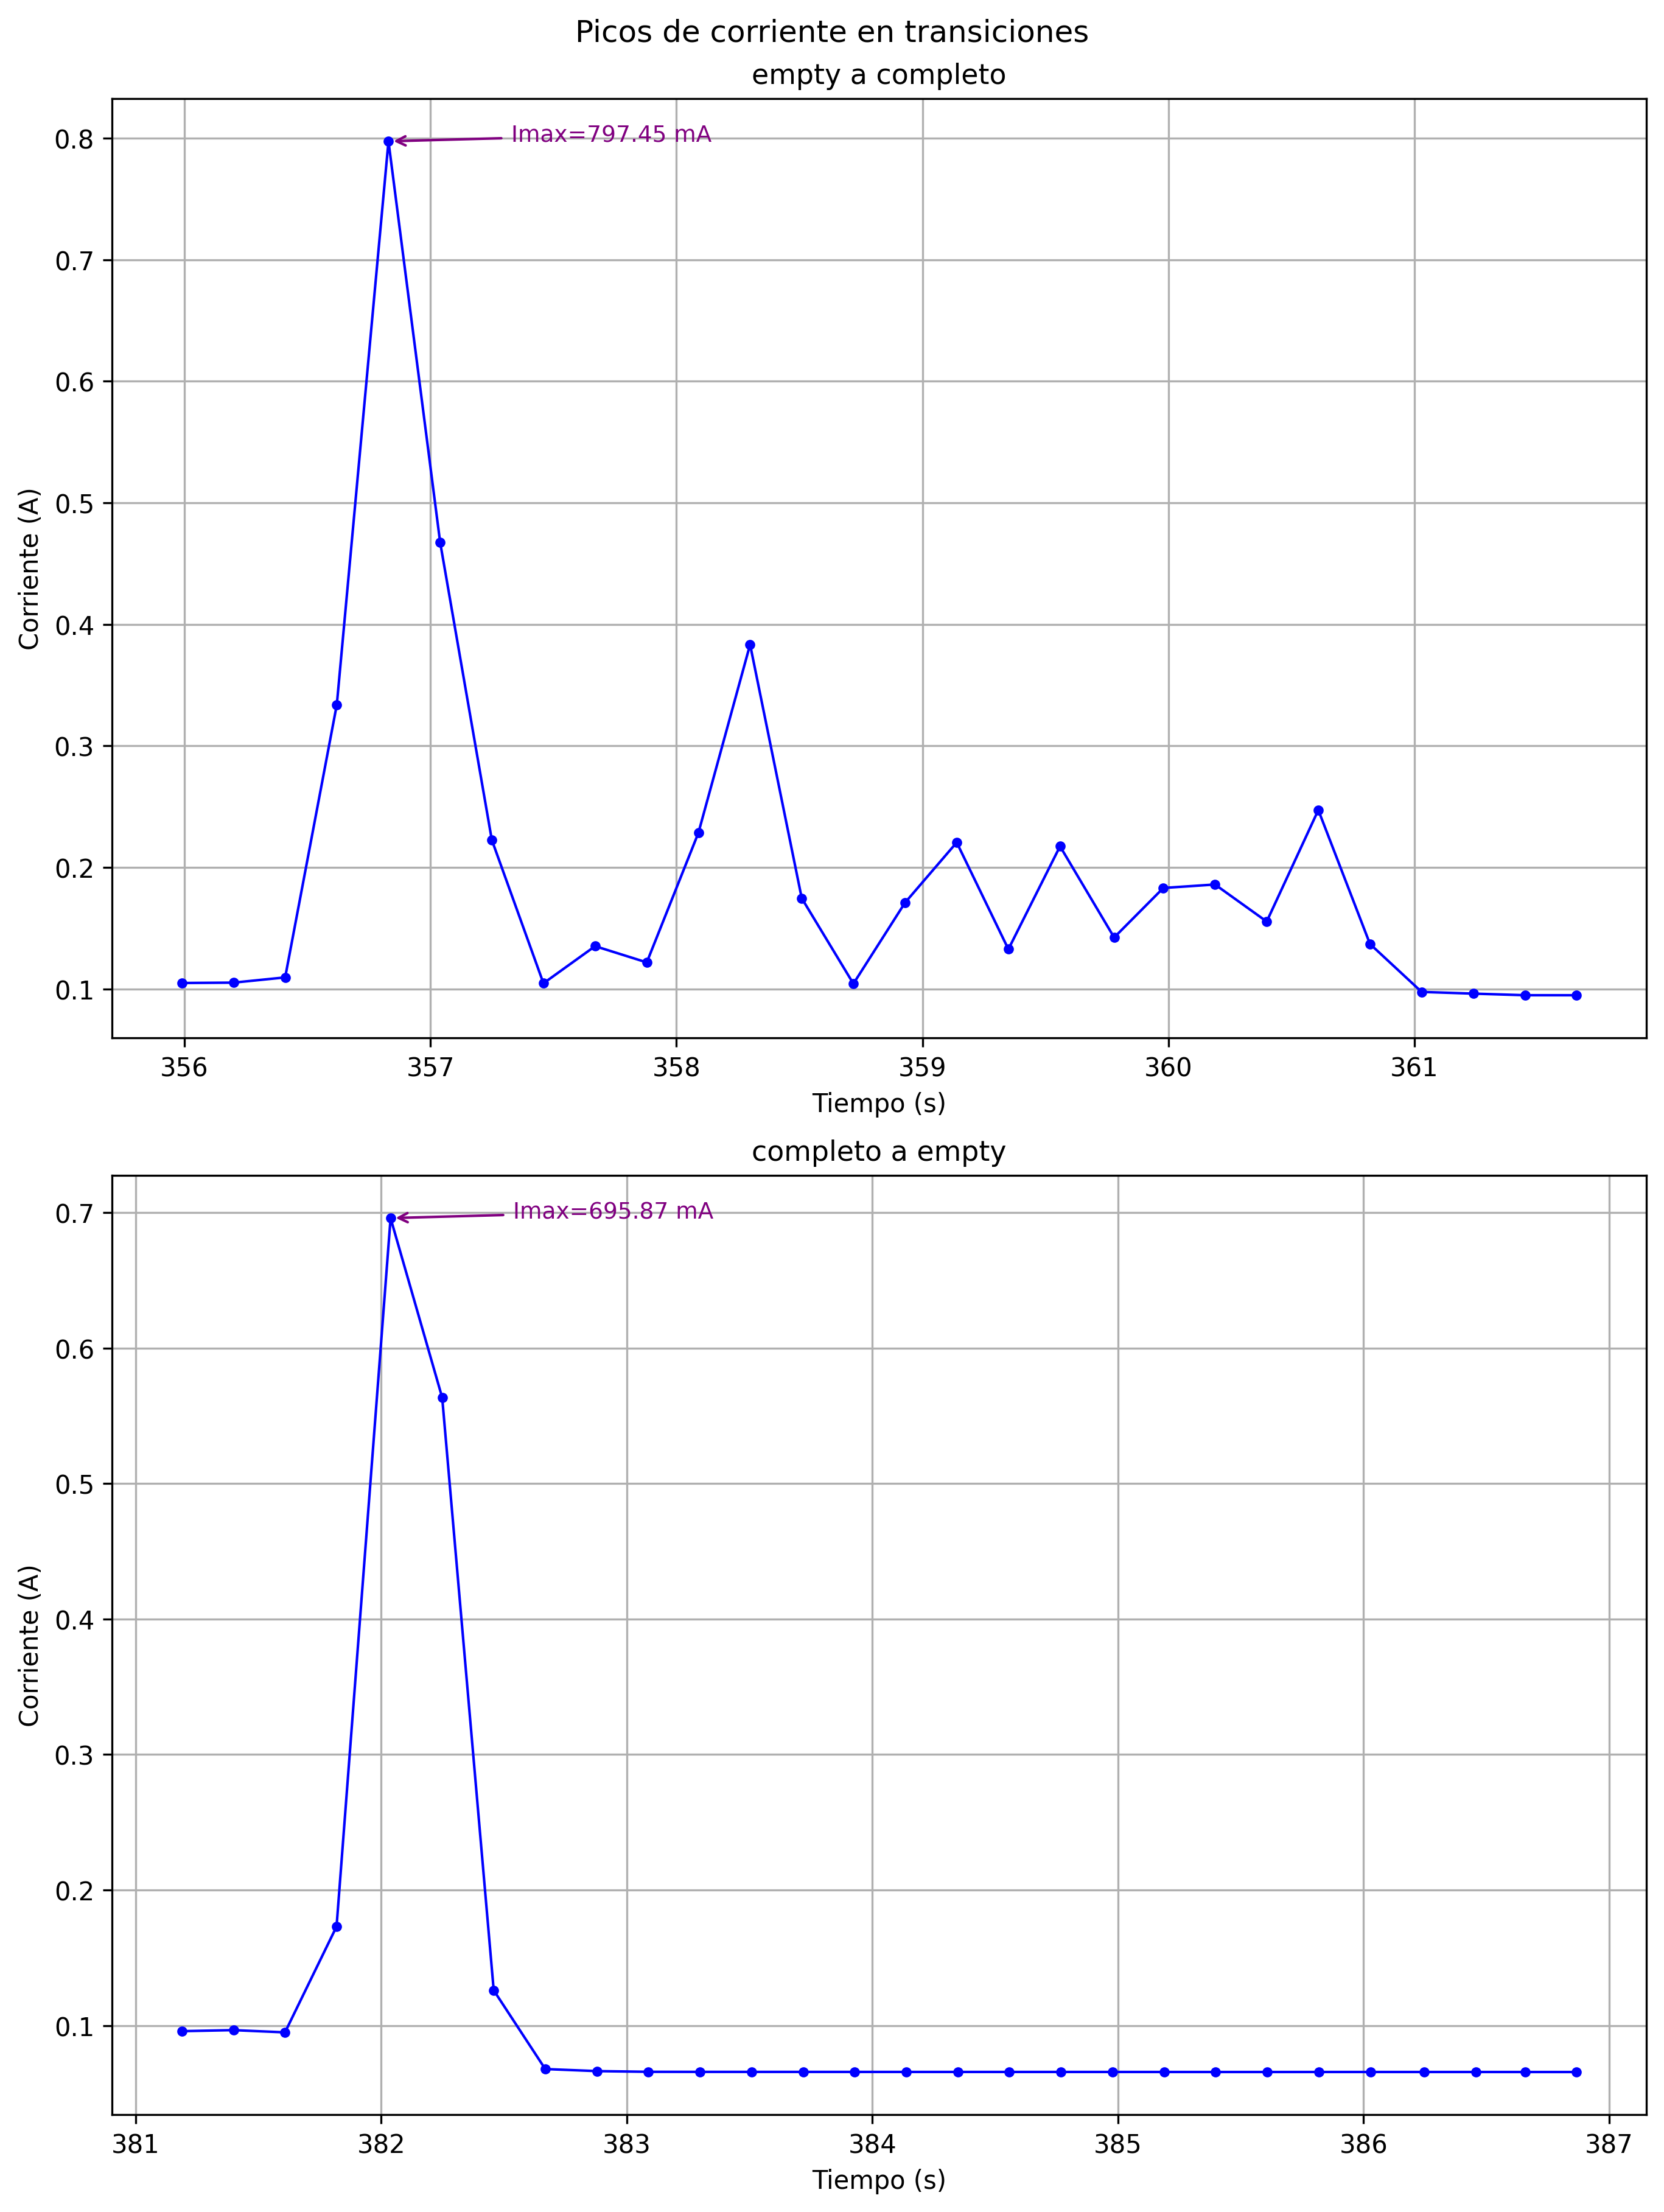 Picos de corriente en transiciones
empty a completo
Imax=797.45 mA
0.8
0.7
0.6
0.5
0.4
0.3
0.2
0.1
Corriente (A)
356 357 358 359 360 361
Tiempo (s)
completo a empty
Imax=695.87 mA
0.7
0.6
0.5
0.4
0.3
0.2
0.1
Corriente (A)
381 382 383 384 385 386 387
Tiempo (s)